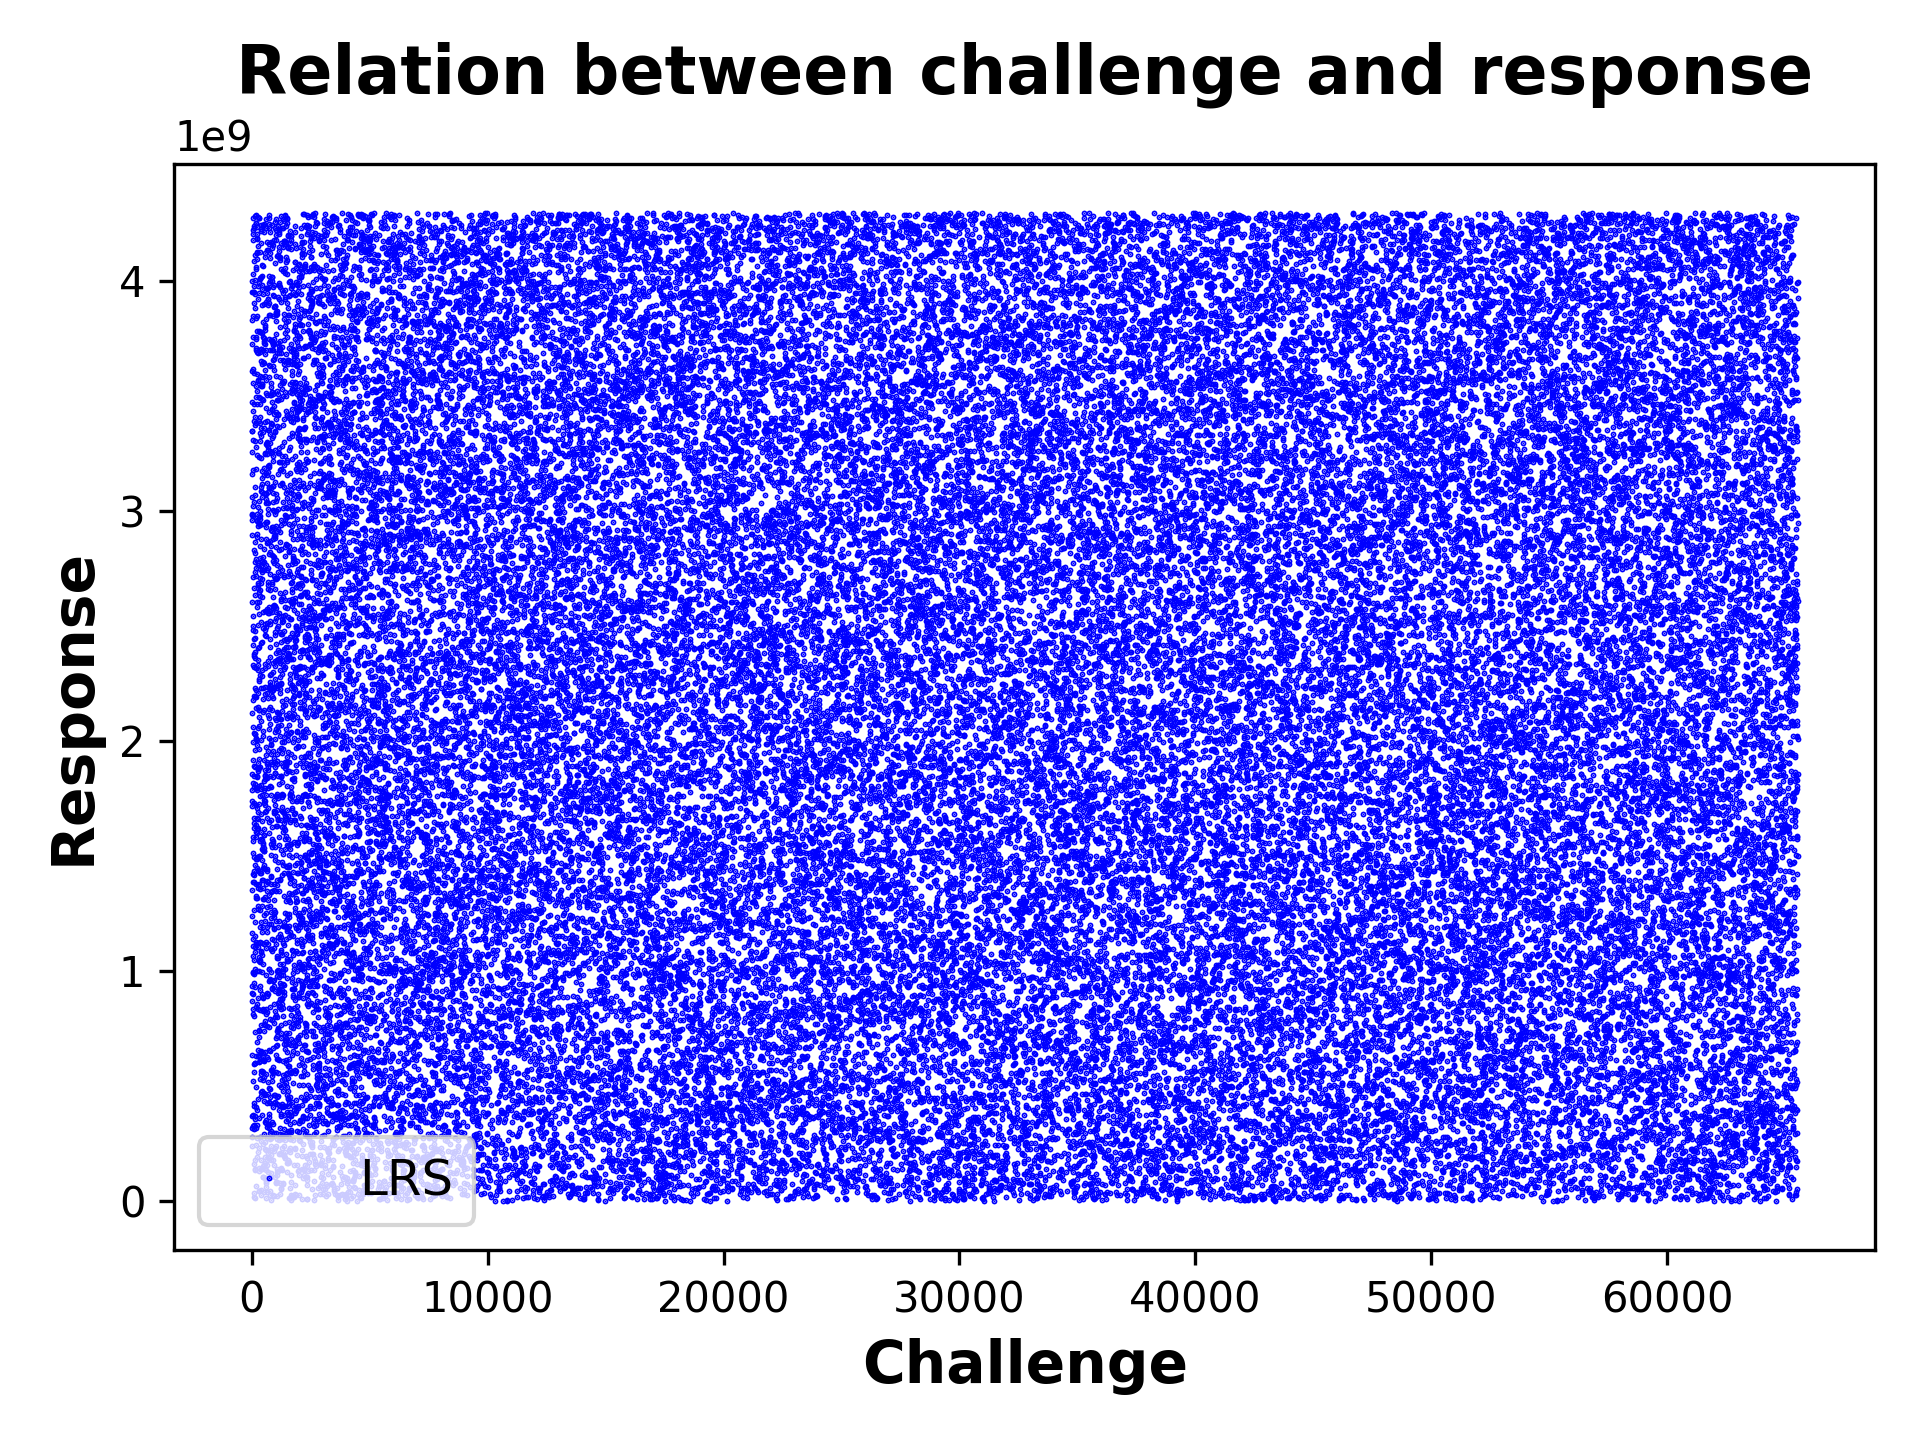 Relation between challenge and response
1e9
4
3
2
1
0
Response
LRS
0 10000 20000 30000 40000 50000 60000
Challenge